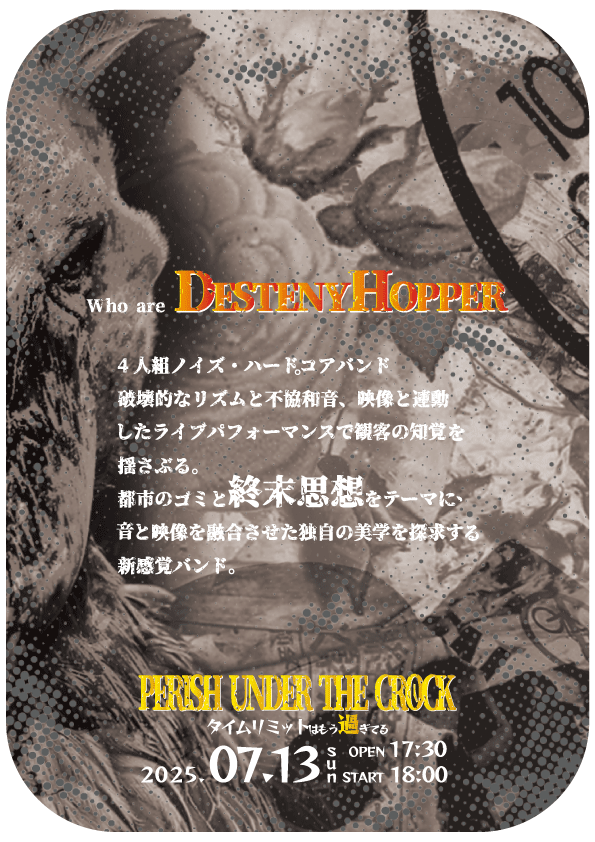 10
Who are DESTENYHOPPER
4人組ノイズ・ハードコアバンド
破壊的なリズムと不協和音、映像と連動
したライブパフォーマンスで観客の知覚を
揺さぶる。
都市のゴミと終末思想をテーマに、
音と映像を融合させた独自の美学を探求する
新感覚バンド。
PERISH UNDER THE CROCK
タイムリミットはもう過ぎてる
2025. 07.13 sun OPEN 17:30
START 18:00